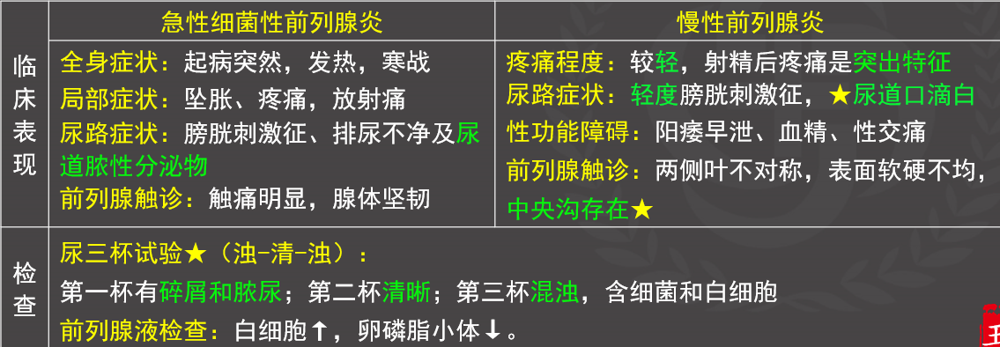 急性细菌性前列腺炎
慢性前列腺炎
临床表现
全身症状：起病突然，发热，寒战
局部症状：坠胀、疼痛，放射痛
尿路症状：膀胱刺激征、排尿不净及尿
道脓性分泌物
前列腺触诊：触痛明显，腺体坚韧
疼痛程度：较轻，射精后疼痛是突出特征
尿路症状：轻度膀胱刺激征，★尿道口滴白
性功能障碍：阳痿早泄、血精、性交痛
前列腺触诊：两侧叶不对称，表面软硬不均，
中央沟存在★
检查
尿三杯试验★（浊-清-浊）：
第一杯有碎屑和脓尿；第二杯清晰；第三杯混浊，含细菌和白细胞
前列腺液检查：白细胞↑，卵磷脂小体↓。